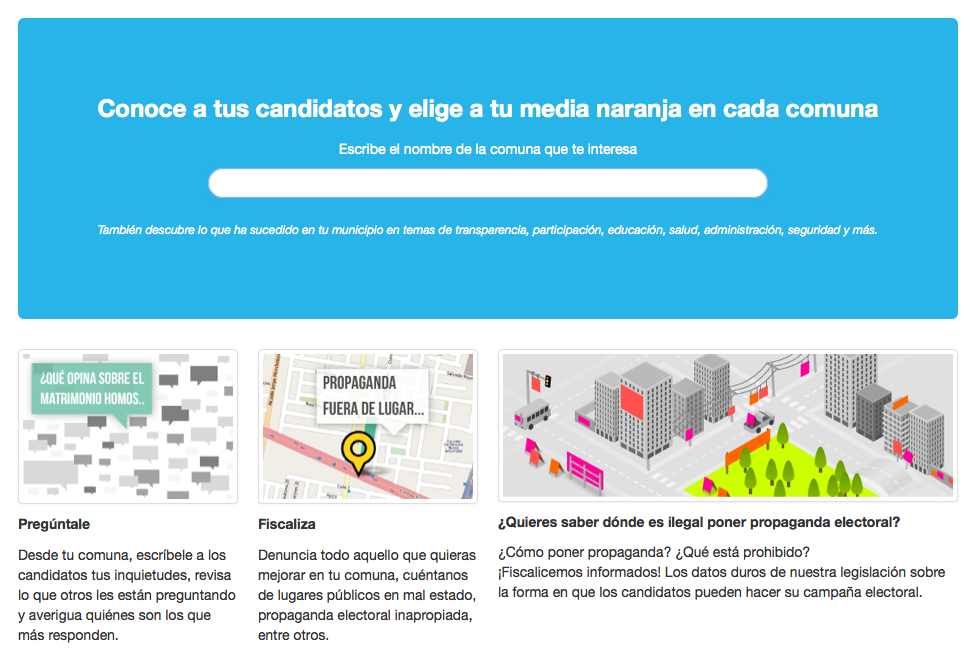 Conoce a tus candidatos y elige a tu media naranja en cada comuna
Escribe el nombre de la comuna que te interesa
También descubre lo que ha sucedido en tu municipio en temas de transparencia, participación, educación, salud, administración, seguridad y más.
¿QUÉ OPINA SOBRE EL
MATRIMONIO HOMOS..
PROPAGANDA
FUERA DE LUGAR...
Pregúntale
Desde tu comuna, escríbele a los
candidatos tus inquietudes, revisa
lo que otros les están preguntando
y averigua quiénes son los que
más responden.
Fiscaliza
Denuncia todo aquello que quieras
mejorar en tu comuna, cuéntanos
de lugares públicos en mal estado,
propaganda electoral inapropiada,
entre otros.
¿Quieres saber dónde es ilegal poner propaganda electoral?
¿Cómo poner propaganda? ¿Qué está prohibido?
¡Fiscalicemos informados! Los datos duros de nuestra legislación sobre
la forma en que los candidatos pueden hacer su campaña electoral.